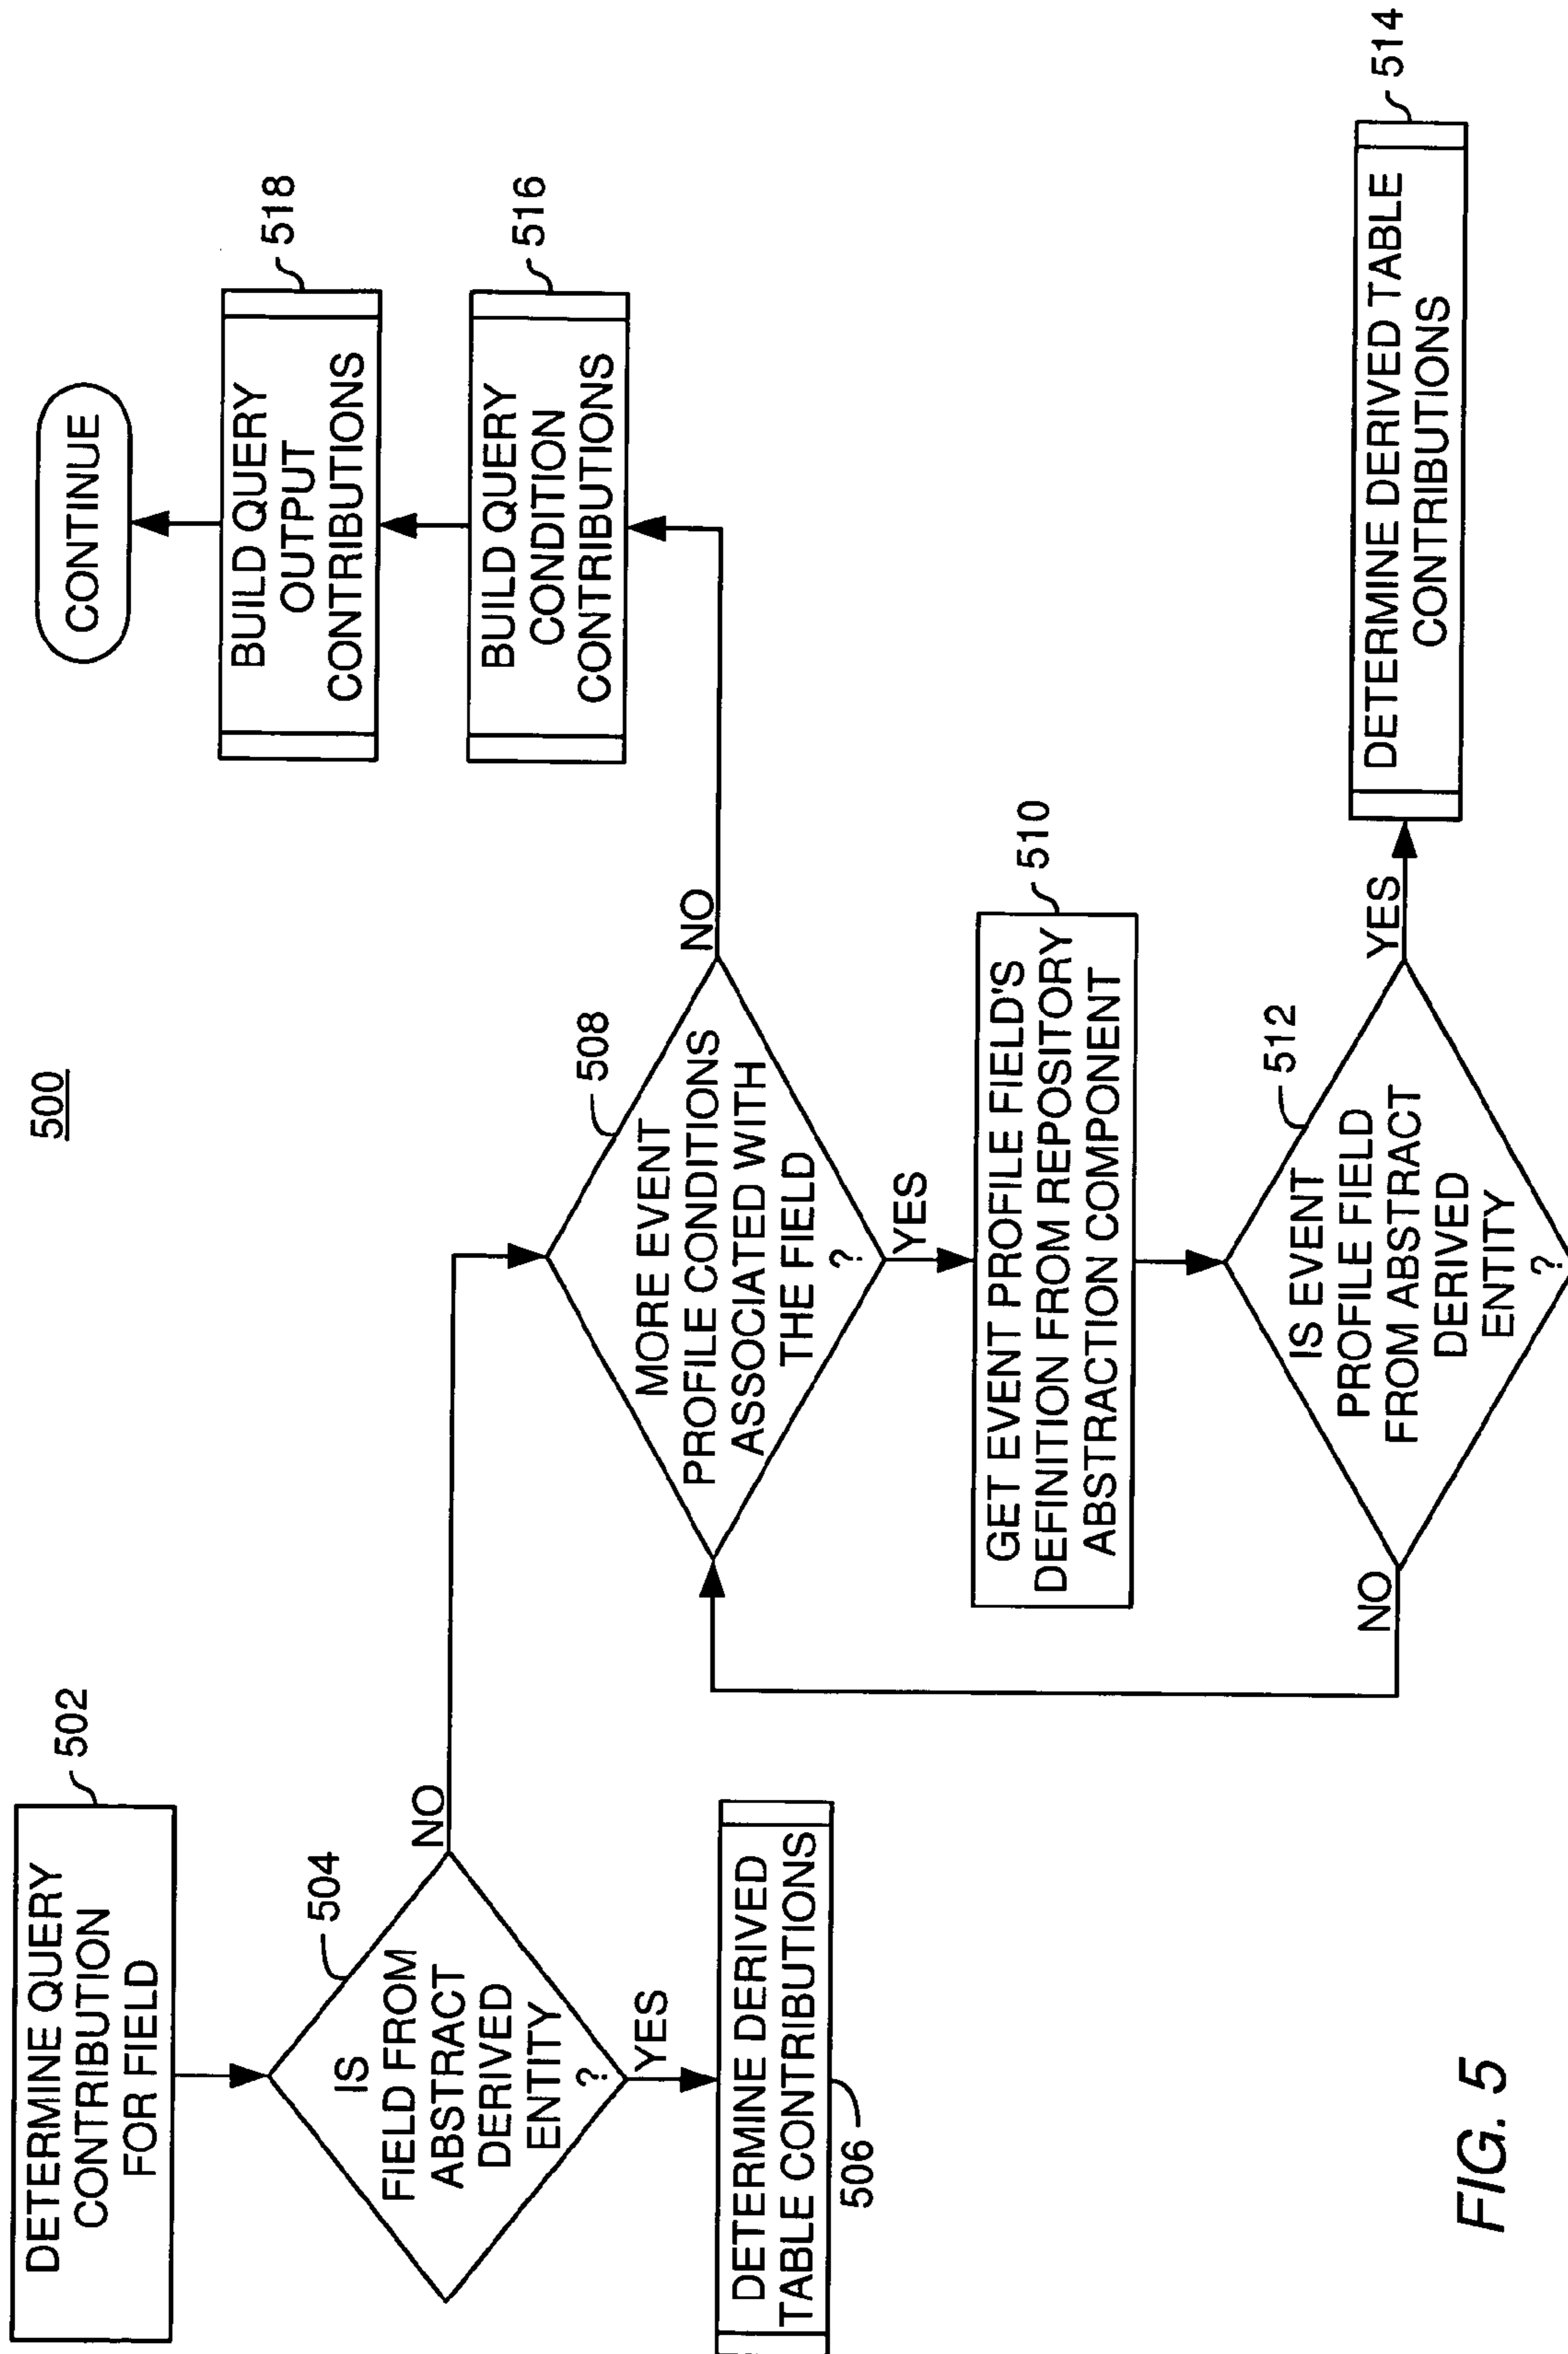 500
DETERMINE QUERY
CONTRIBUTION
FOR FIELD
502
IS
FIELD FROM
ABSTRACT
DERIVED
ENTITY
?
504
NO
YES
DETERMINE DERIVED
TABLE CONTRIBUTIONS
506
MORE EVENT
PROFILE CONDITIONS
ASSOCIATED WITH
THE FIELD
?
508
NO
YES
GET EVENT PROFILE FIELD'S
DEFINITION FROM REPOSITORY
ABSTRACTION COMPONENT
510
IS EVENT
PROFILE FIELD
FROM ABSTRACT
DERIVED
ENTITY
?
512
NO
YES
DETERMINE DERIVED TABLE
CONTRIBUTIONS
514
BUILD QUERY
CONDITION
CONTRIBUTIONS
516
BUILD QUERY
OUTPUT
CONTRIBUTIONS
518
CONTINUE
FIG. 5